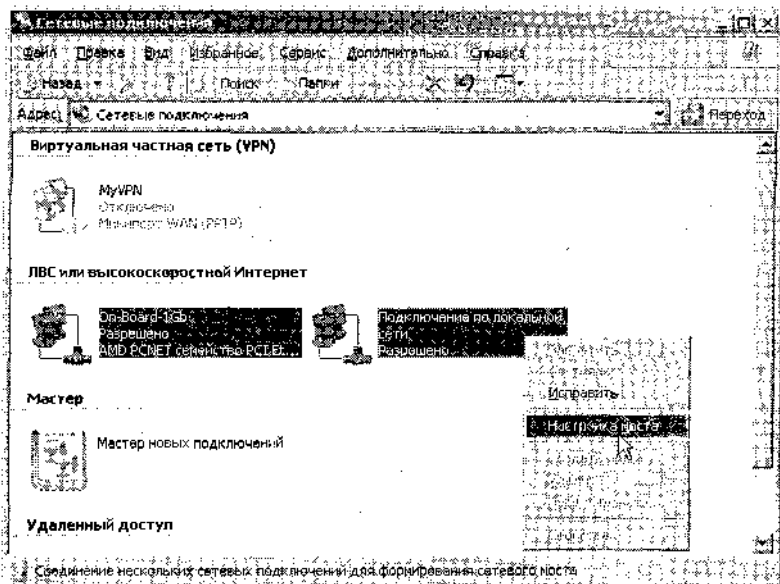 Сетевые подключения
Файл Правка Вид Избранное Сервис Дополнительно Справка
Назад Поиск Папки
Адрес: Сетевые подключения Переход
Виртуальная частная сеть (VPN)
MyVPN
Отключено
Минипорт WAN (PPTP)
ЛВС или высокоскоростной Интернет
On-Board-1Gb
Разрешено
AMD PCNET семейство PCI Et...
Подключение по локальной
сети
Разрешено
Исправить
Настройка моста
Мастер
Мастер новых подключений
Удаленный доступ
Соединение нескольких сетевых подключений для формирования сетевого моста